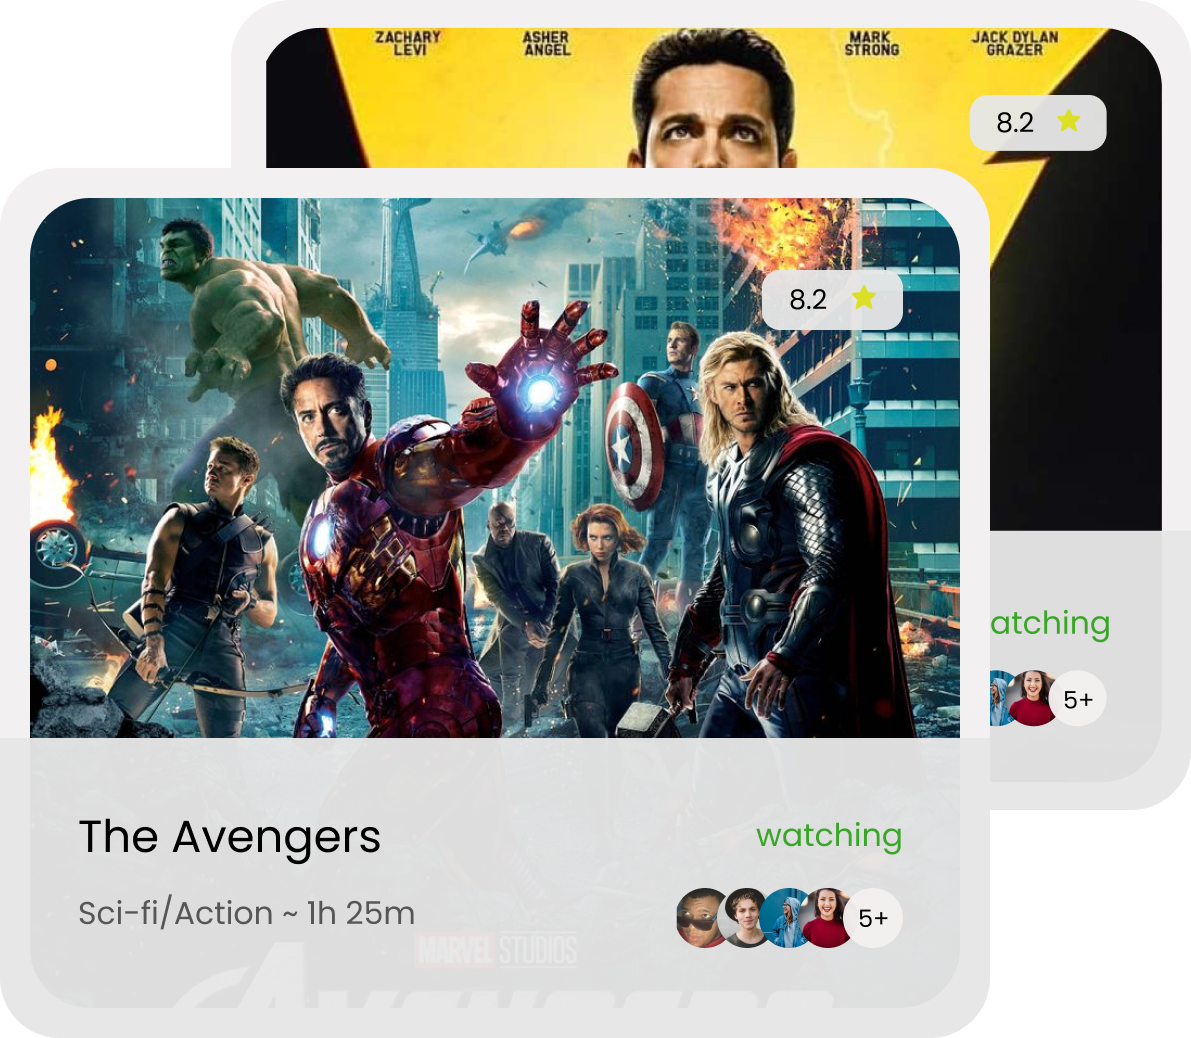 ZACHARY
LEVI
ASHER
ANGEL
MARK
STRONG
JACK DYLAN
GRAZER
8.2
8.2
atching
5+
The Avengers
watching
Sci-fi/Action ~ 1h 25m
5+
MARVEL STUDIOS
AVENGERS